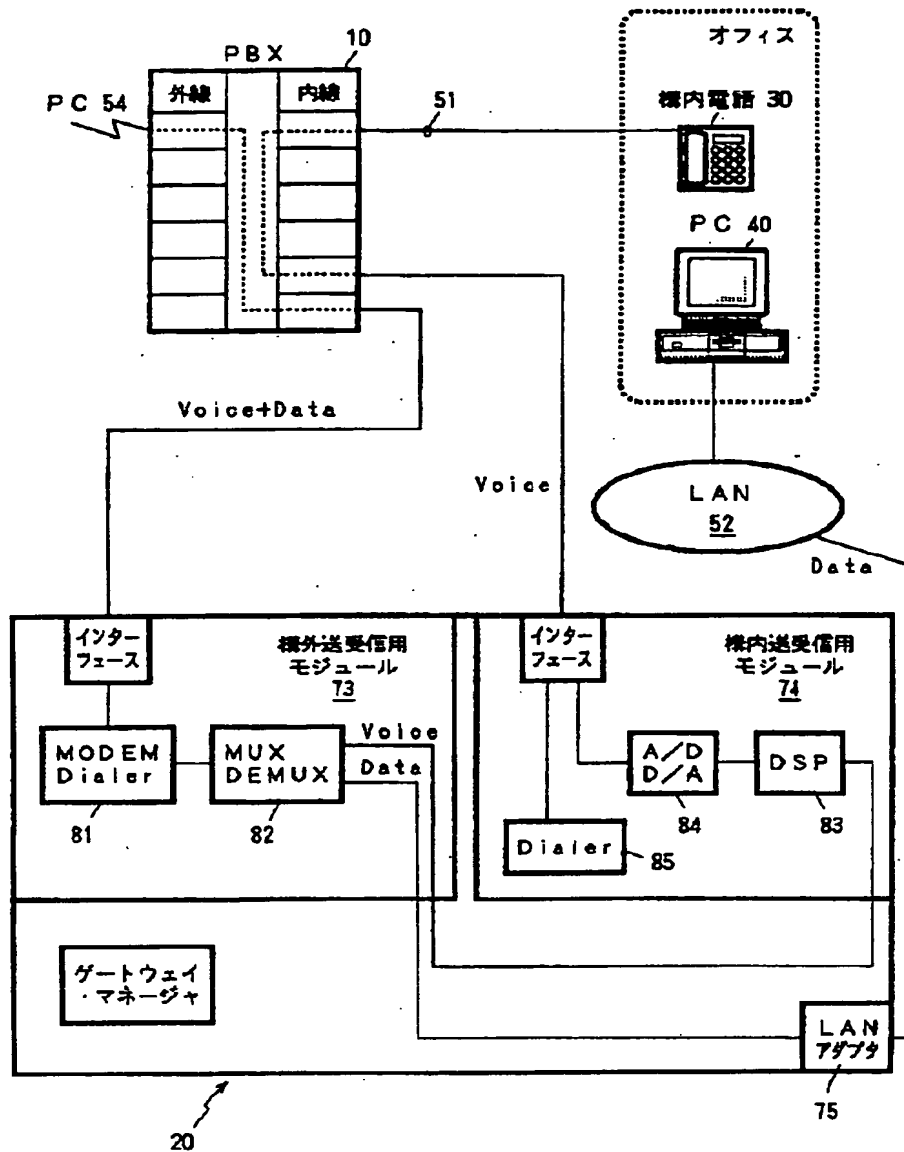 オフィス
PBX
10
外線
内線
PC 54
51
構内電話 30
PC 40
Voice+Data
Voice
LAN
52
Data
インター
フェース
構外送受信用
モジュール
73
インター
フェース
構内送受信用
モジュール
74
MODEM
Dialer
81
MUX
DEMUX
82
Voice
Data
A/D
D/A
84
DSP
83
Dialer
85
ゲートウェイ
・マネージャ
LAN
アダプタ
75
20